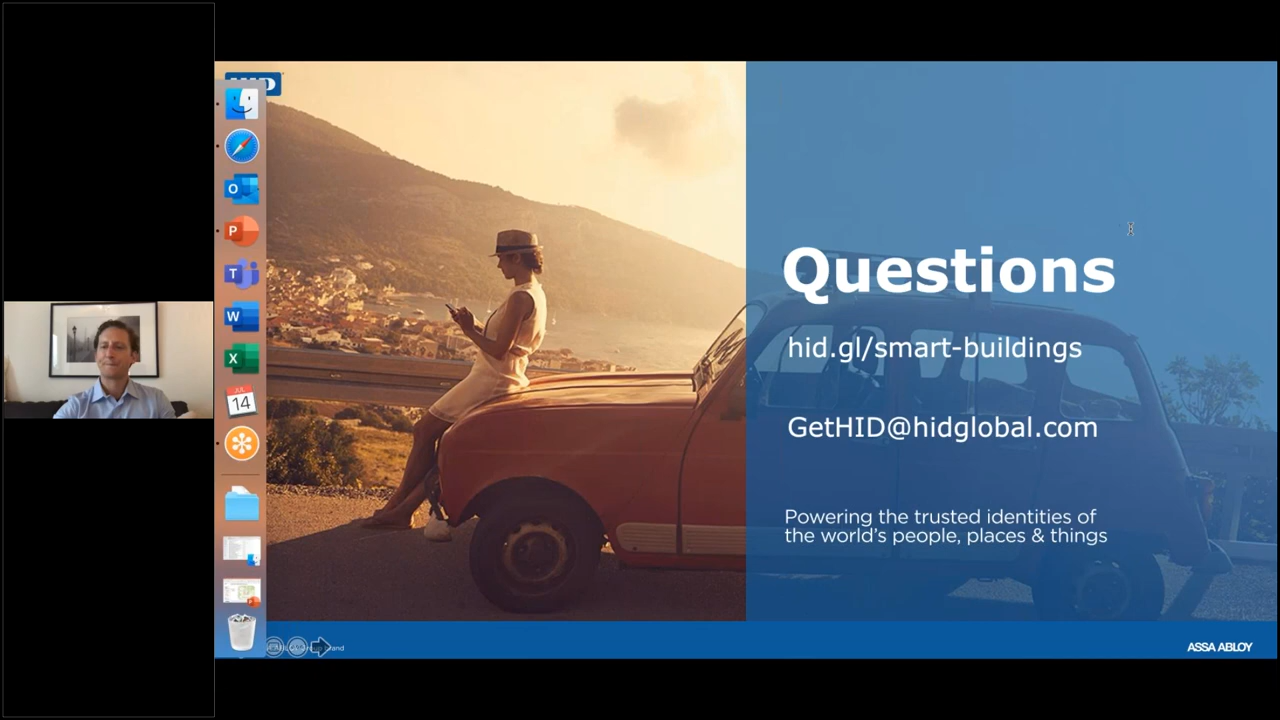 Questions
hid.gl/smart-buildings
GetHID@hidglobal.com
Powering the trusted identities of
the world's people, places & things
O
P
T
W
X
JUL
14
ASSA ABLOY